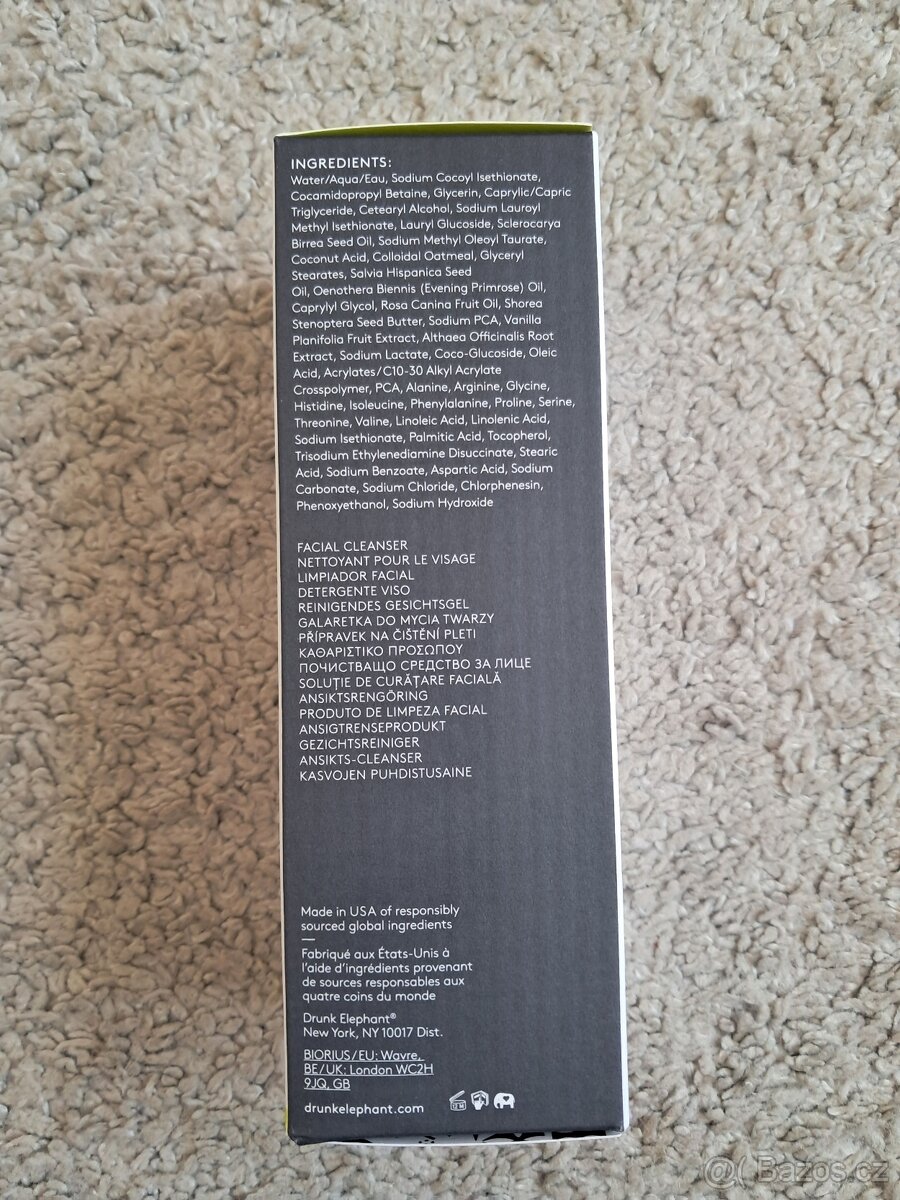 INGREDIENTS:
Water/Aqua/Eau, Sodium Cocoyl Isethionate,
Cocamidopropyl Betaine, Glycerin, Caprylic/Capric
Triglyceride, Cetearyl Alcohol, Sodium Lauroyl
Methyl Isethionate, Lauryl Glucoside, Sclerocarya
Birrea Seed Oil, Sodium Methyl Oleoyl Taurate,
Coconut Acid, Colloidal Oatmeal, Glyceryl
Stearates, Salvia Hispanica Seed
Oil, Oenothera Biennis (Evening Primrose) Oil,
Caprylyl Glycol, Rosa Canina Fruit Oil, Shorea
Stenoptera Seed Butter, Sodium PCA, Vanilla
Planifolia Fruit Extract, Althaea Officinalis Root
Extract, Sodium Lactate, Coco-Glucoside, Oleic
Acid, Acrylates/C10-30 Alkyl Acrylate
Crosspolymer, PCA, Alanine, Arginine, Glycine,
Histidine, Isoleucine, Phenylalanine, Proline, Serine,
Threonine, Valine, Linoleic Acid, Linolenic Acid,
Sodium Isethionate, Palmitic Acid, Tocopherol,
Trisodium Ethylenediamine Disuccinate, Stearic
Acid, Sodium Benzoate, Aspartic Acid, Sodium
Carbonate, Sodium Chloride, Chlorphenesin,
Phenoxyethanol, Sodium Hydroxide
FACIAL CLEANSER
NETTOYANT POUR LE VISAGE
LIMPIADOR FACIAL
DETERGENTE VISO
REINIGENDES GESICHTSGEL
GALARETKA DO MYCIA TWARZY
PŘÍPRAVEK NA ČIŠTĚNÍ PLETI
ΚΑΘΑΡΙΣΤΙΚΟ ΠΡΟΣΩΠΟΥ
ПОЧИСТВАЩО СРЕДСТВО ЗА ЛИЦЕ
SOLUȚIE DE CURĂȚARE FACIALĂ
ANSIKTSRENGÖRING
PRODUTO DE LIMPEZA FACIAL
ANSIGTRENSEPRODUKT
GEZICHTSREINIGER
ANSIKTS-CLEANSER
KASVOJEN PUHDISTUSAINE
Made in USA of responsibly
sourced global ingredients
Fabriqué aux États-Unis à
l'aide d'ingrédients provenant
de sources responsables aux
quatre coins du monde
Drunk Elephant®
New York, NY 10017 Dist.
BIORIUS/EU: Wavre,
BE/UK: London WC2H
9JQ, GB
drunkelephant.com
12 M
@( Bazos.cz